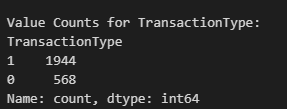 Value Counts for TransactionType:
TransactionType
1    1944
0     568
Name: count, dtype: int64